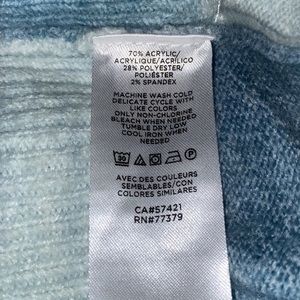 70% ACRYLIC/
ACRYLIQUE/ACRÍLICO
28% POLYESTER/
POLIÉSTER
2% SPANDEX
MACHINE WASH COLD
DELICATE CYCLE WITH
LIKE COLORS
ONLY NON-CHLORINE
BLEACH WHEN NEEDED
TUMBLE DRY LOW
COOL IRON WHEN
NEEDED
30
AVEC DES COULEURS
SEMBLABLES/CON
COLORES SIMILARES
CA#57421
RN#77379